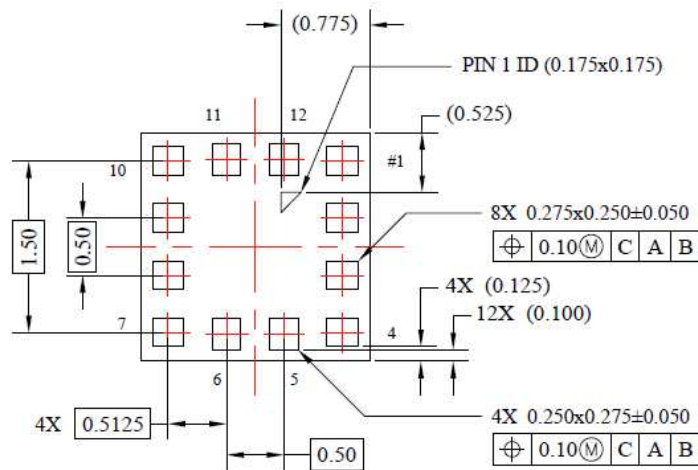 (0.775)
PIN 1 ID (0.175x0.175)
11 12
(0.525)
10 #1
8X 0.275x0.250±0.050
⌖ 0.10Ⓜ C A B
1.50
0.50
4X (0.125)
12X (0.100)
7 4
6 5
4X 0.5125
0.50
4X 0.250x0.275±0.050
⌖ 0.10Ⓜ C A B